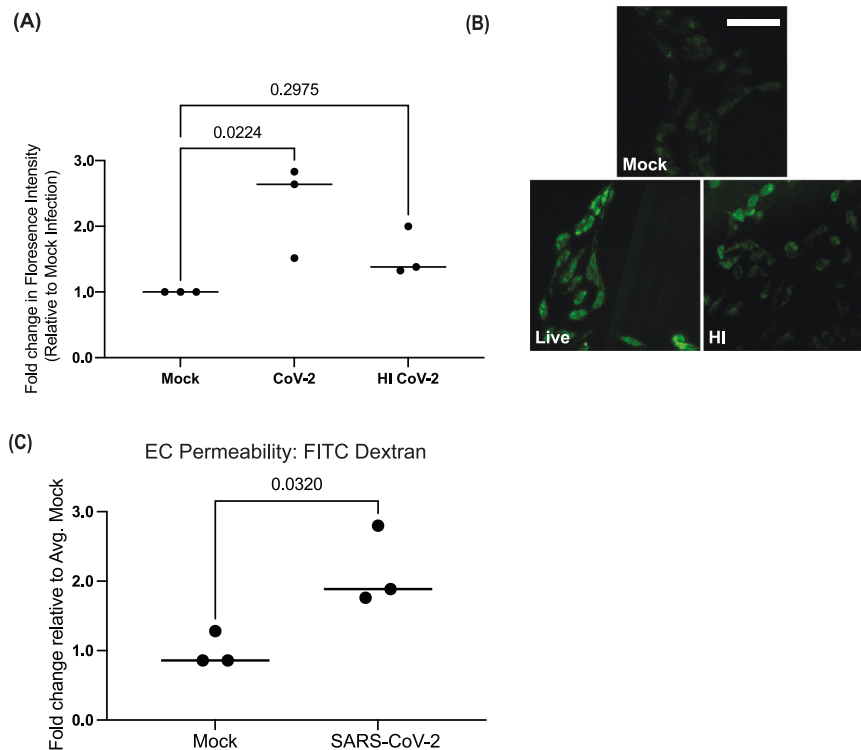 (A)
0.2975
0.0224
3.0
2.0
1.0
0.0
Fold change in Floresence Intensity
(Relative to Mock Infection)
Mock
CoV-2
HI CoV-2
(B)
Mock
Live
HI
(C)
EC Permeability: FITC Dextran
0.0320
3.0
2.0
1.0
0.0
Fold change relative to Avg. Mock
Mock
SARS-CoV-2